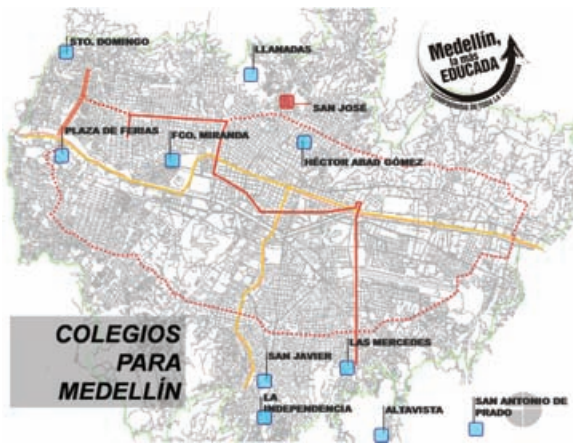 STO. DOMINGO
LLANADAS
Medellín,
la más
EDUCADA
SAN JOSÉ
PLAZA DE FERIAS
FCO. MIRANDA
HÉCTOR ABAD GÓMEZ
COLEGIOS
PARA
MEDELLÍN
SAN JAVIER
LAS MERCEDES
LA
INDEPENDENCIA
ALTAVISTA
SAN ANTONIO DE
PRADO